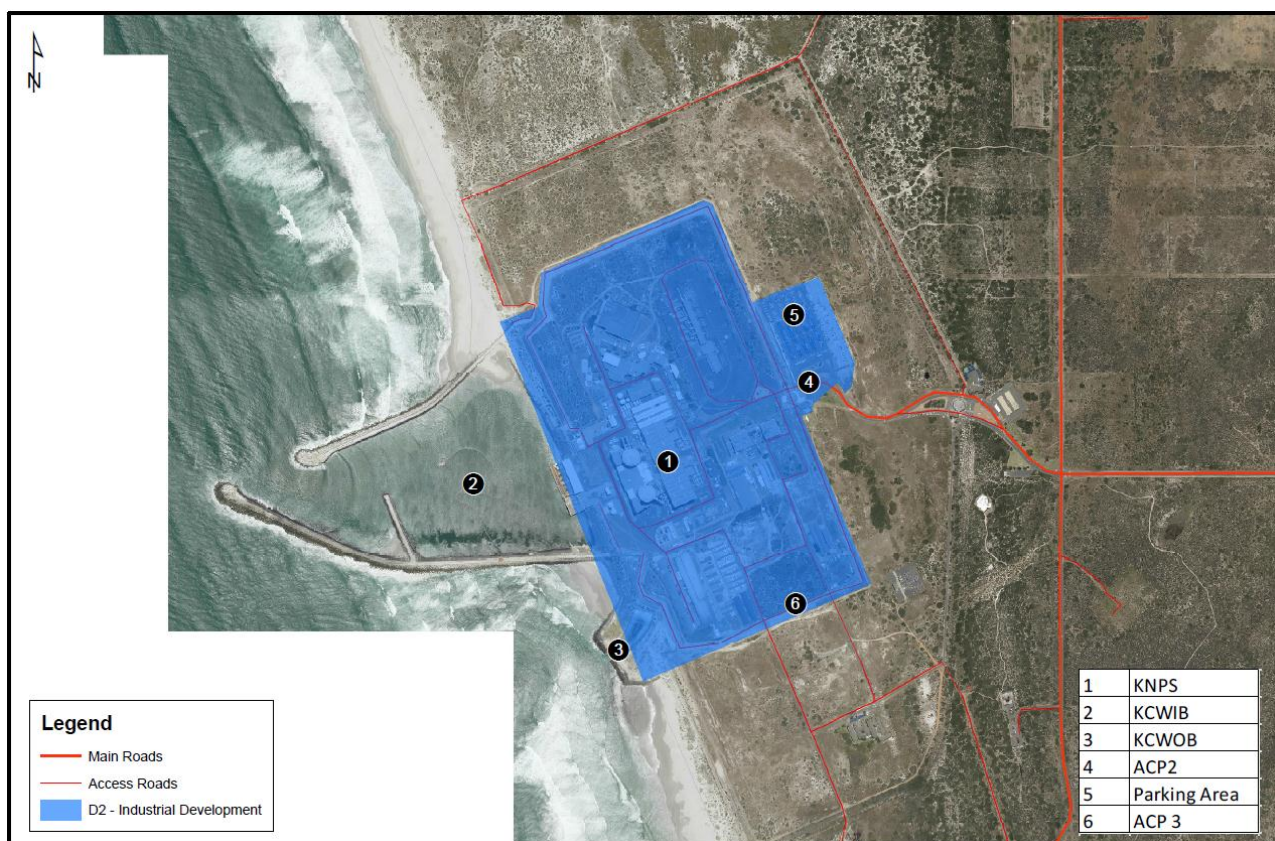 N
5
4
1
2
6
3
Legend
Main Roads
Access Roads
D2 - Industrial Development
1 KNPS
2 KCWIB
3 KCWOB
4 ACP2
5 Parking Area
6 ACP 3